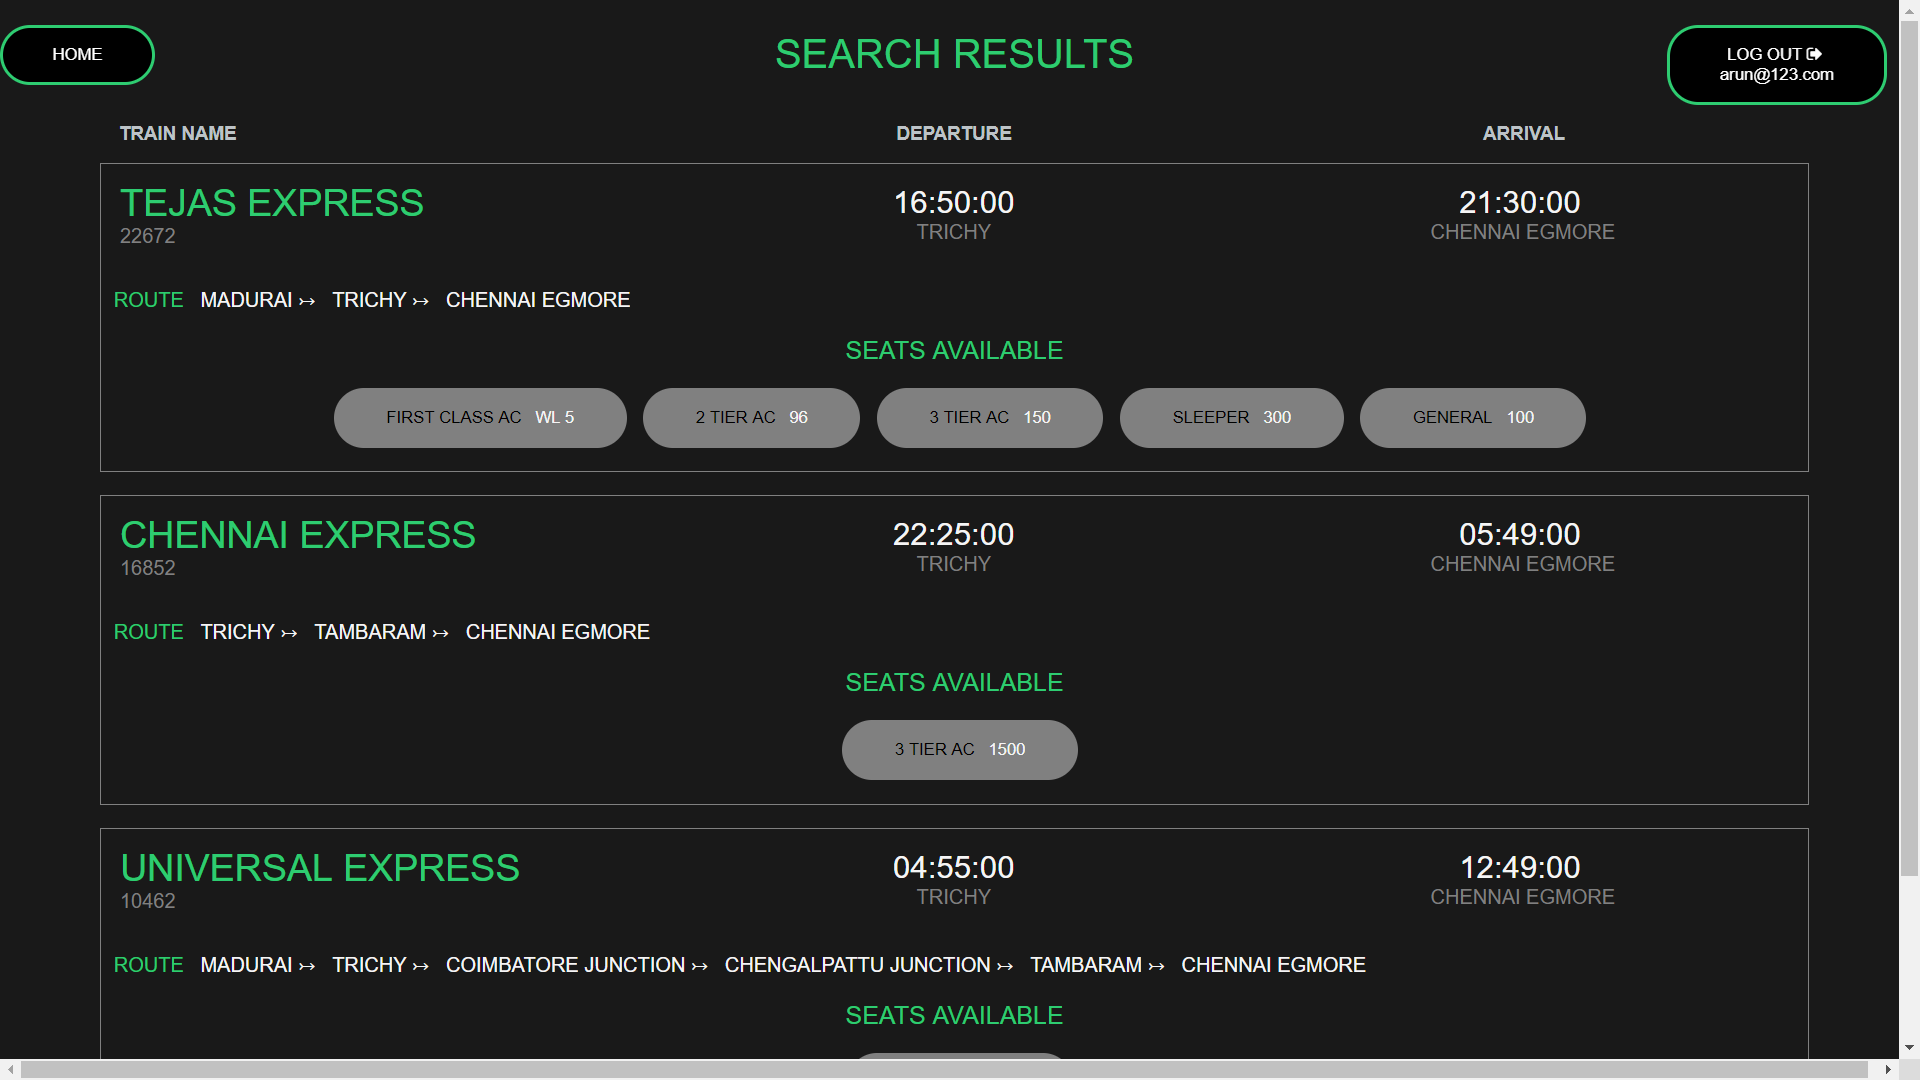 HOME
SEARCH RESULTS
LOG OUT
arun@123.com
TRAIN NAME DEPARTURE ARRIVAL
TEJAS EXPRESS 16:50:00 21:30:00
22672 TRICHY CHENNAI EGMORE
ROUTE MADURAI ↣ TRICHY ↣ CHENNAI EGMORE
SEATS AVAILABLE
FIRST CLASS AC WL 5 2 TIER AC 96 3 TIER AC 150 SLEEPER 300 GENERAL 100
CHENNAI EXPRESS 22:25:00 05:49:00
16852 TRICHY CHENNAI EGMORE
ROUTE TRICHY ↣ TAMBARAM ↣ CHENNAI EGMORE
SEATS AVAILABLE
3 TIER AC 1500
UNIVERSAL EXPRESS 04:55:00 12:49:00
10462 TRICHY CHENNAI EGMORE
ROUTE MADURAI ↣ TRICHY ↣ COIMBATORE JUNCTION ↣ CHENGALPATTU JUNCTION ↣ TAMBARAM ↣ CHENNAI EGMORE
SEATS AVAILABLE